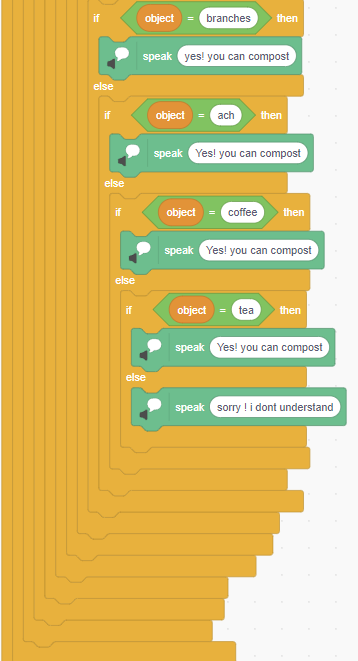 if object = branches then
speak yes! you can compost
else
if object = ach then
speak Yes! you can compost
else
if object = coffee then
speak Yes! you can compost
else
if object = tea then
speak Yes! you can compost
else
speak sorry ! i dont understand